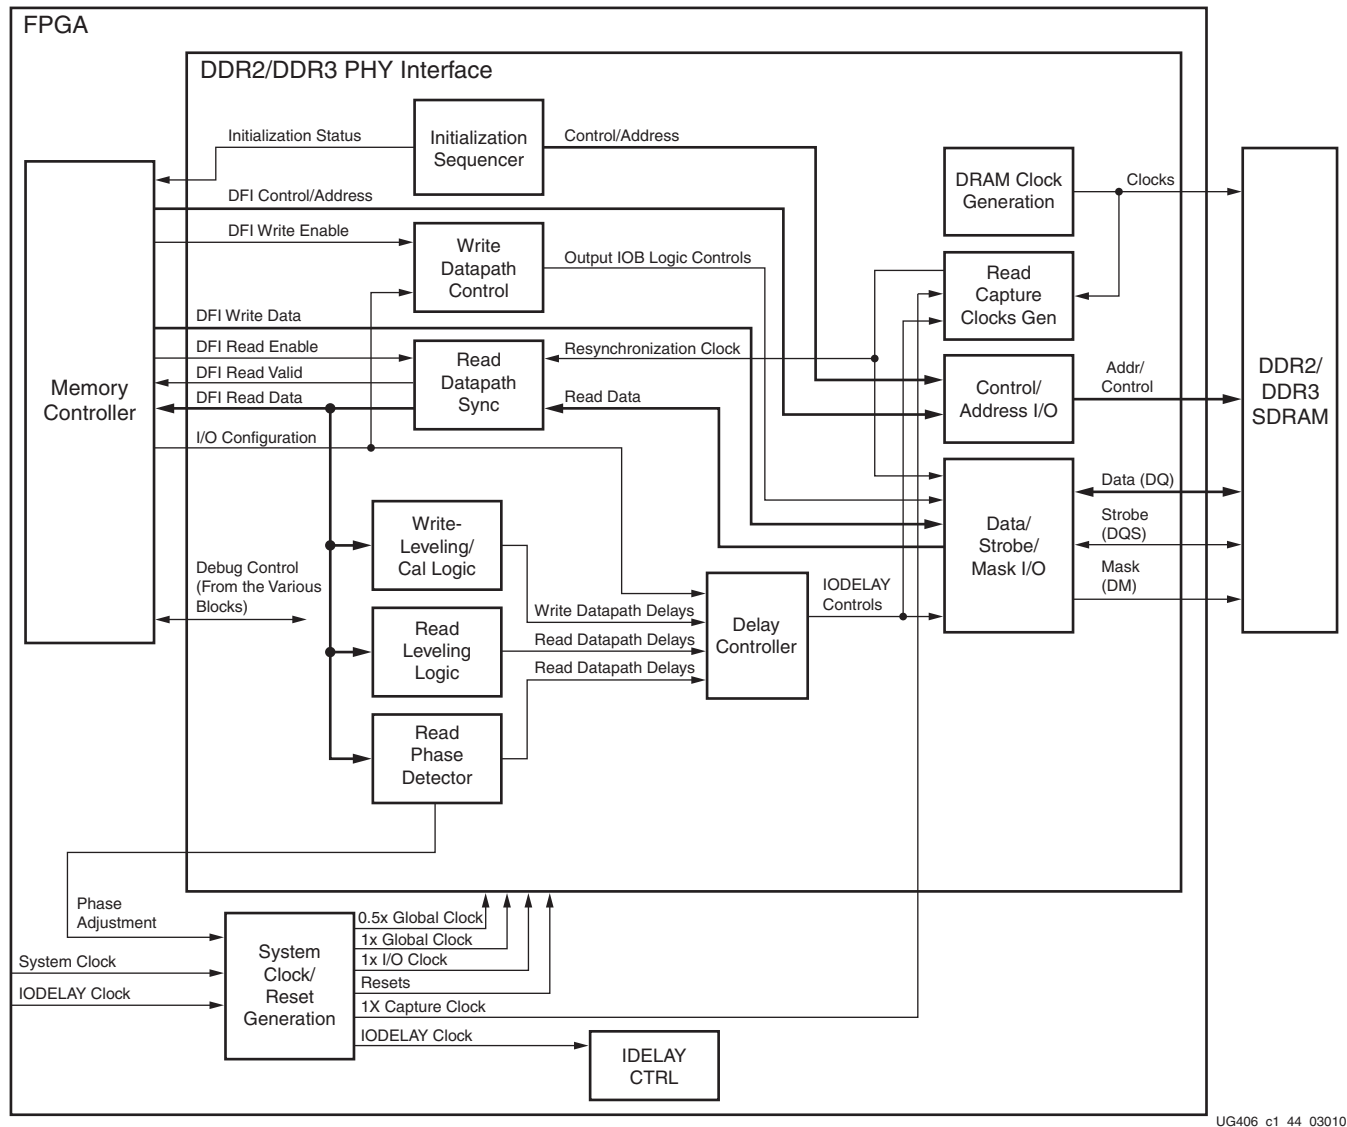 FPGA
DDR2/DDR3 PHY Interface
Initialization Status
Initialization
Sequencer
Control/Address
DRAM Clock
Generation
Clocks
DFI Control/Address
DFI Write Enable
Write
Datapath
Control
Output IOB Logic Controls
Read
Capture
Clocks Gen
DFI Write Data
DFI Read Enable
DFI Read Valid
DFI Read Data
I/O Configuration
Read
Datapath
Sync
Resynchronization Clock
Read Data
Memory
Controller
Control/
Address I/O
Addr/
Control
DDR2/
DDR3
SDRAM
Data (DQ)
Strobe
(DQS)
Mask
(DM)
Data/
Strobe/
Mask I/O
Write-
Leveling/
Cal Logic
Debug Control
(From the Various
Blocks)
Write Datapath Delays
Read Datapath Delays
Read Datapath Delays
Read
Leveling
Logic
Delay
Controller
IODELAY
Controls
Read
Phase
Detector
Phase
Adjustment
System Clock
IODELAY Clock
System
Clock/
Reset
Generation
0.5x Global Clock
1x Global Clock
1x I/O Clock
Resets
1X Capture Clock
IODELAY Clock
IDELAY
CTRL
UG406_c1_44_03010